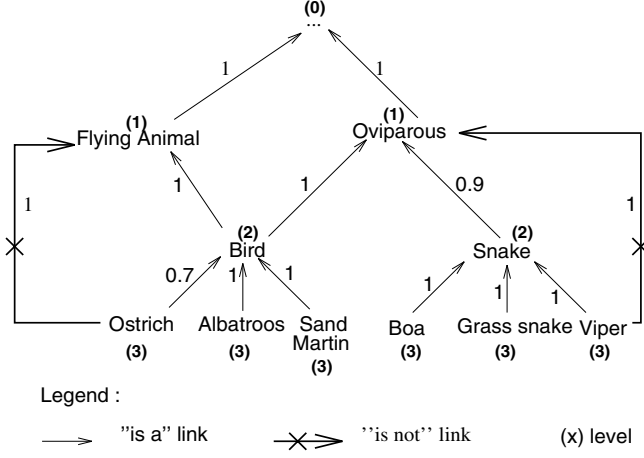 (0)
...
1 1
(1) (1)
Flying Animal Oviparous
1 1 1 0.9 1
(2) (2)
Bird Snake
0.7 1 1 1 1 1
Ostrich Albatroos Sand Boa Grass snake Viper
Martin
(3) (3) (3) (3) (3) (3)
Legend :
"is a" link "is not" link (x) level